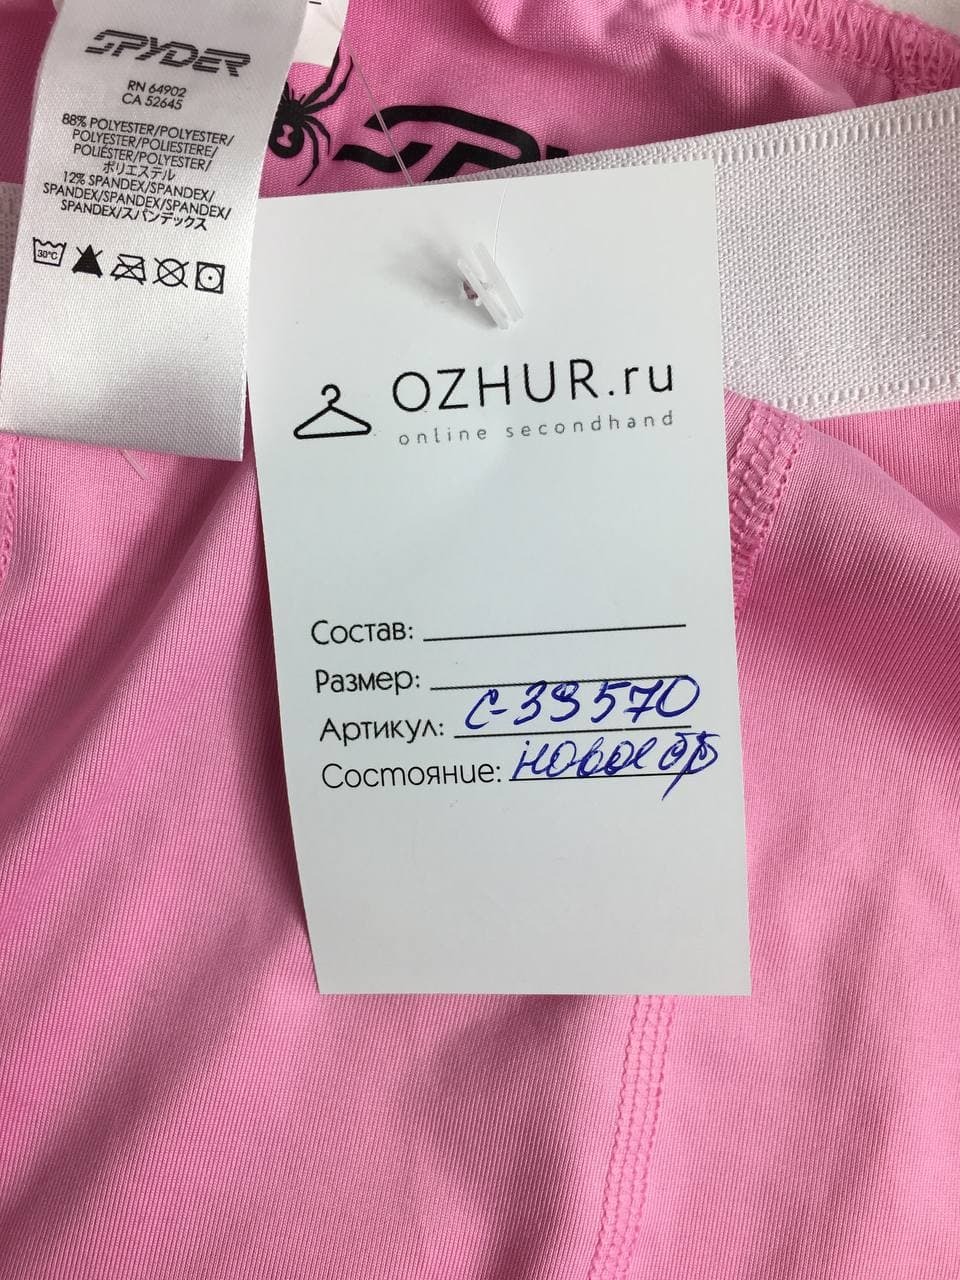 SPYDER
RN 64902
CA 52645
88% POLYESTER/POLYESTER/
POLYESTER/POLIESTERE/
POLIÉSTER/POLYESTER/
ポリエステル
12% SPANDEX/SPANDEX/
SPANDEX/SPANDEX/SPANDEX/
SPANDEX/スパンデックス
30°C
OZHUR.ru
online secondhand
Состав:
Размер:
Артикул: С-39570
Состояние: новое